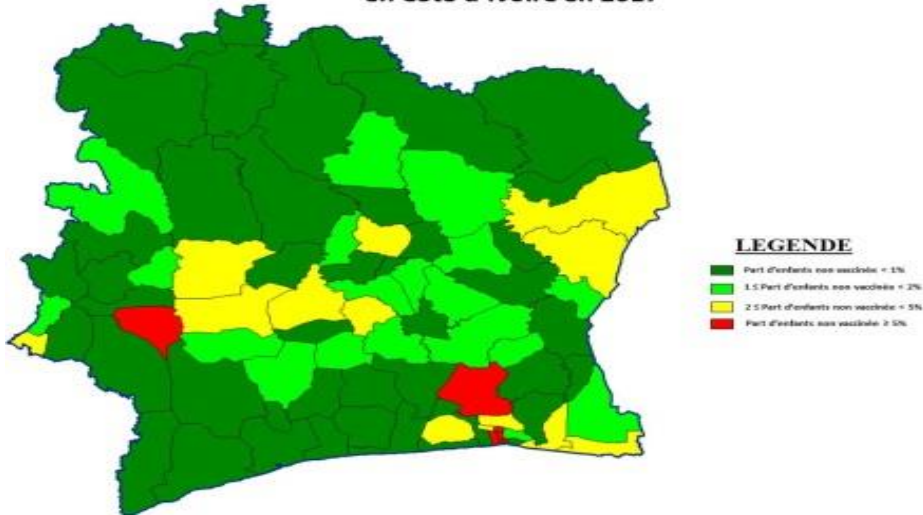 en Côte d'Ivoire en 2017
LEGENDE
Part d'enfants non vaccinés < 1%
1 ≤ Part d'enfants non vaccinés < 2%
2 ≤ Part d'enfants non vaccinés < 5%
Part d'enfants non vaccinés ≥ 5%